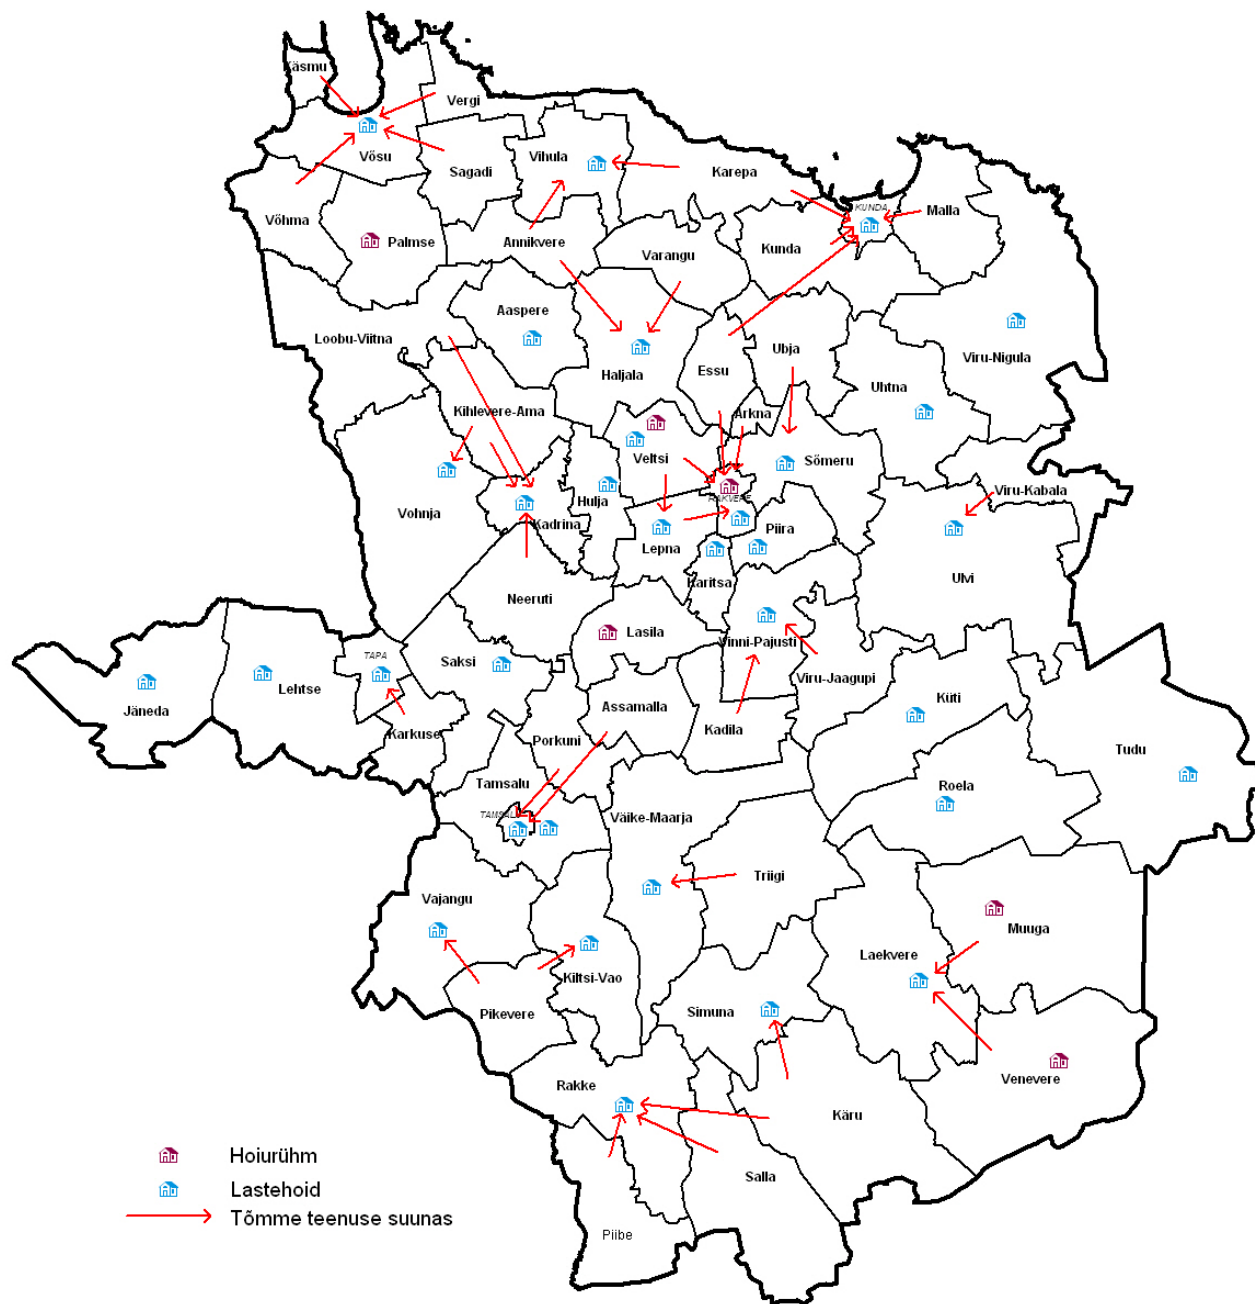 Käsmu
Vergi
Võsu
Sagadi
Vihula
Karepa
Võhma
Palmse
Annikvere
Varangu
Kunda
KUNDA
Malla
Loobu-Viitna
Aaspere
Haljala
Essu
Ubja
Uhtna
Viru-Nigula
Kihlevere-Ama
Arkna
Veltsi
Sõmeru
Vohnja
Kadrina
Hulja
RAKVERE
Lepna
Piira
Viru-Kabala
Karitsa
Ulvi
Neeruti
Lasila
Vinni-Pajusti
TAPA
Saksi
Viru-Jaagupi
Jäneda
Lehtse
Karkuse
Assamalla
Kadila
Küti
Porkuni
Tudu
Tamsalu
Roela
TAMSALU
Väike-Maarja
Triigi
Vajangu
Muuga
Laekvere
Kiltsi-Vao
Pikevere
Simuna
Venevere
Rakke
Käru
Salla
Piibe
Hoiurühm
Lastehoid
Tõmme teenuse suunas